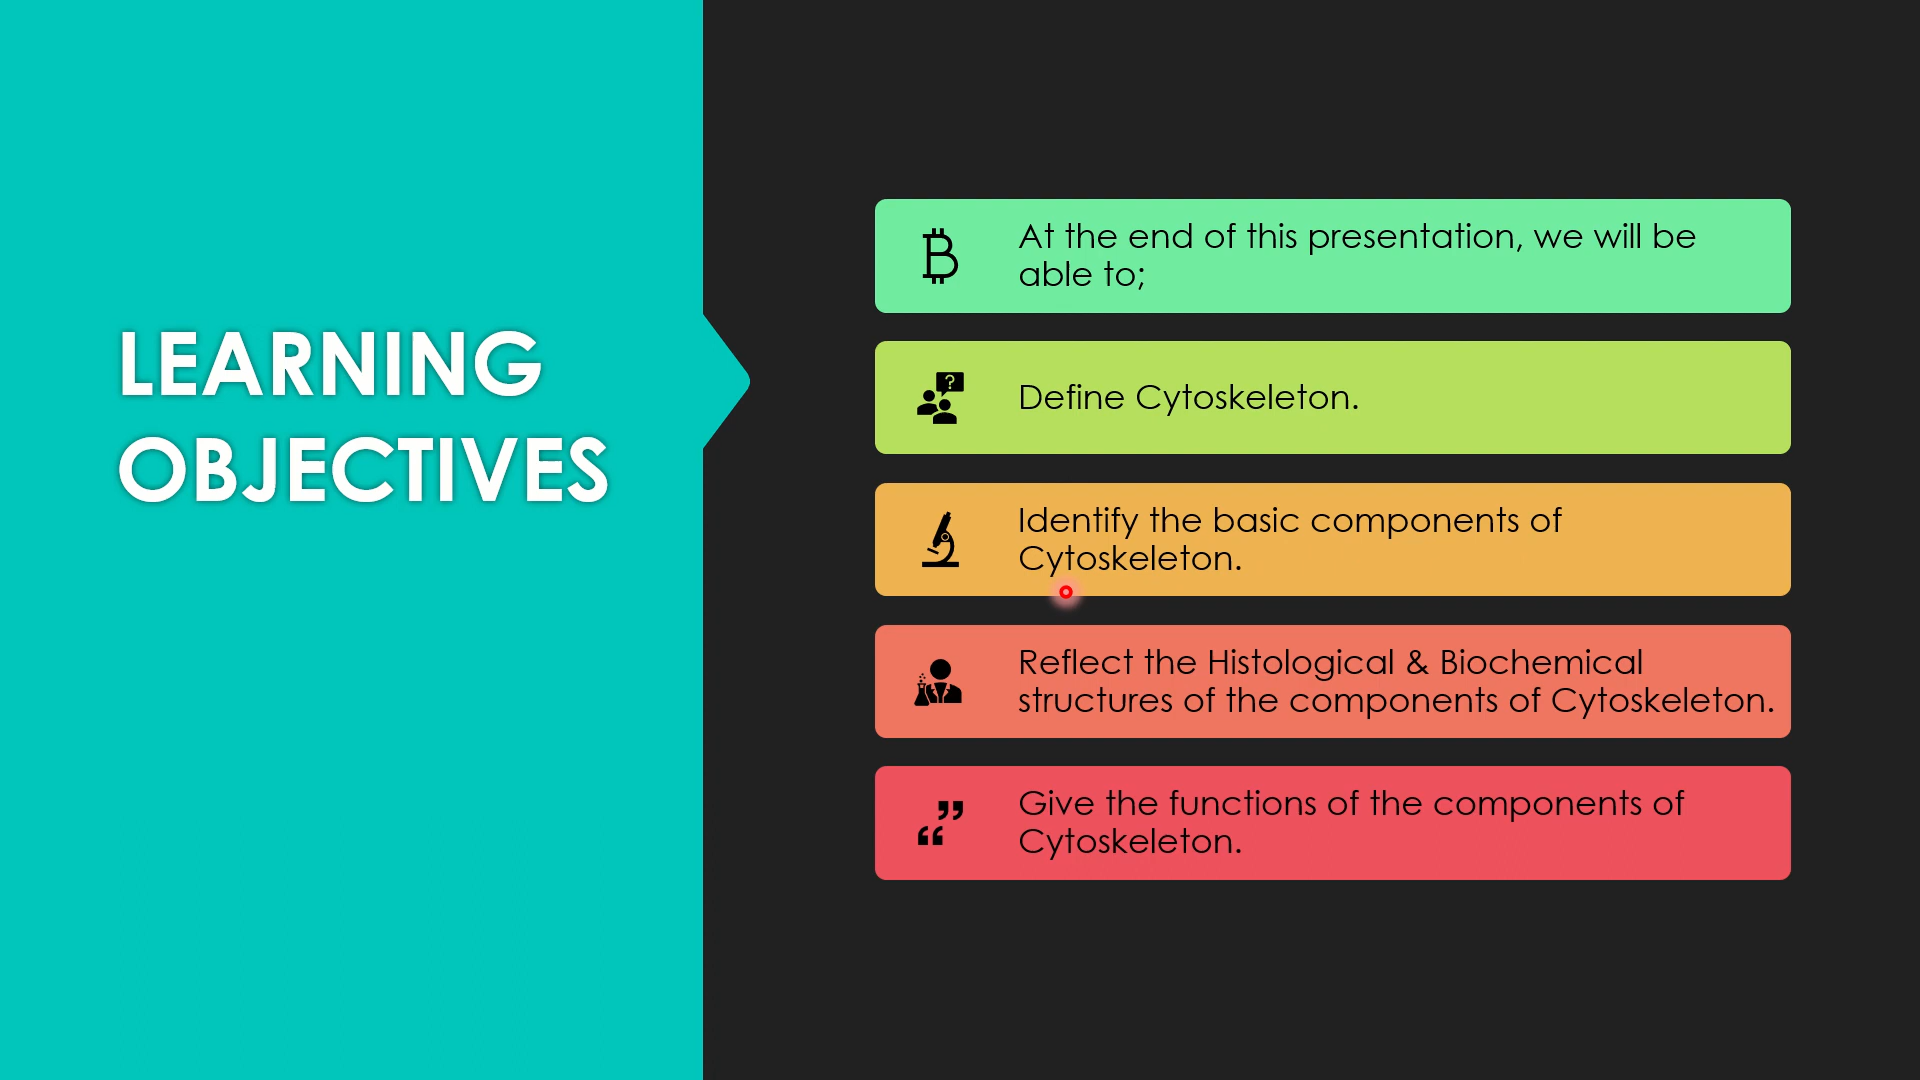 LEARNING
OBJECTIVES
At the end of this presentation, we will be
able to;
Define Cytoskeleton.
Identify the basic components of
Cytoskeleton.
Reflect the Histological & Biochemical
structures of the components of Cytoskeleton.
Give the functions of the components of
Cytoskeleton.